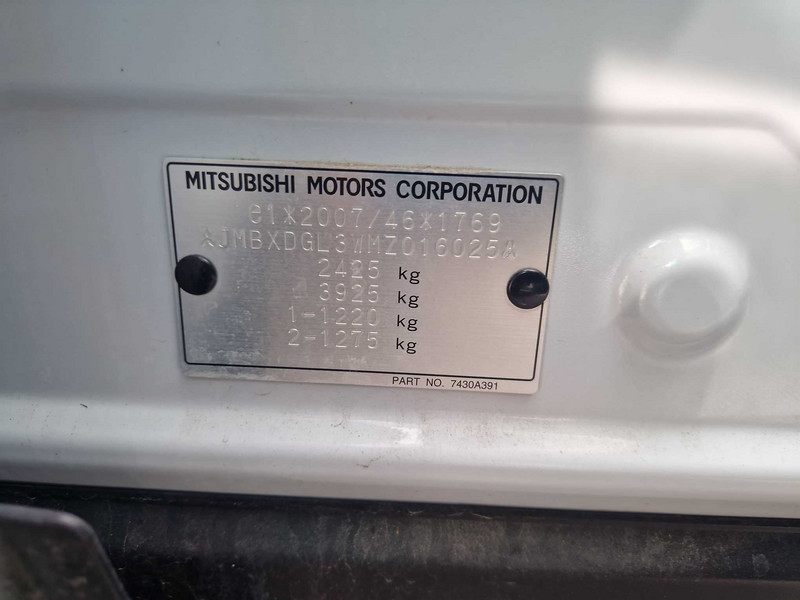 MITSUBISHI MOTORS CORPORATION
e1*2007/46*1769
*JMBXDGL3WMZ016025*
2425 kg
3925 kg
1-1220 kg
2-1275 kg
PART NO. 7430A391